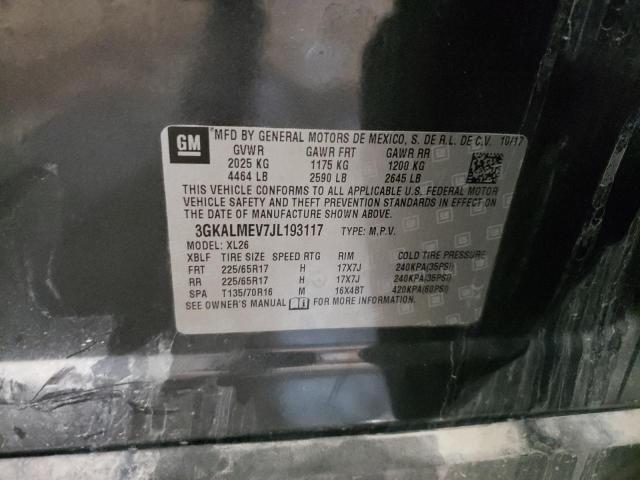 GM
MFD BY GENERAL MOTORS DE MEXICO, S. DE R.L. DE C.V. 10/17
GVWR GAWR FRT GAWR RR
2025 KG 1175 KG 1200 KG
4464 LB 2590 LB 2645 LB
THIS VEHICLE CONFORMS TO ALL APPLICABLE U.S. FEDERAL MOTOR
VEHICLE SAFETY AND THEFT PREVENTION STANDARDS IN EFFECT ON
THE DATE OF MANUFACTURE SHOWN ABOVE.
3GKALMEV7JL193117 TYPE: M.P.V.
MODEL: XL26
XBLF TIRE SIZE SPEED RTG RIM COLD TIRE PRESSURE
FRT 225/65R17 H 17X7J 240KPA(35PSI)
RR 225/65R17 H 17X7J 240KPA(35PSI)
SPA T135/70R16 M 16X4BT 420KPA(60PSI)
SEE OWNER'S MANUAL FOR MORE INFORMATION